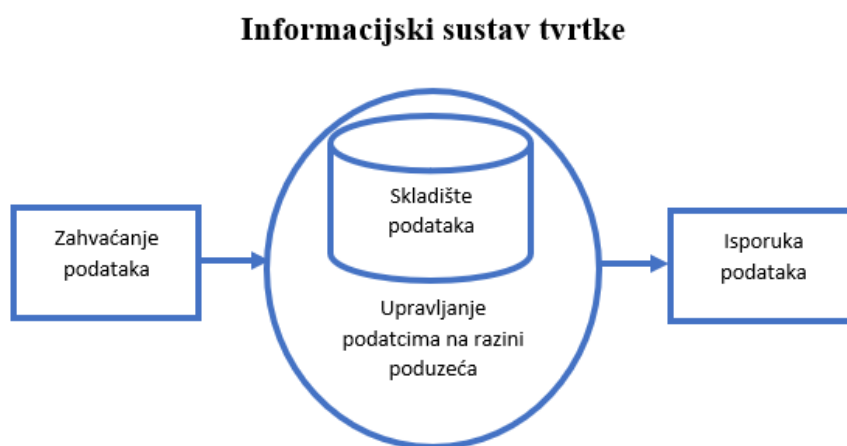 Informacijski sustav tvrtke
Zahvaćanje
podataka
Skladište
podataka
Upravljanje
podatcima na razini
poduzeća
Isporuka
podataka